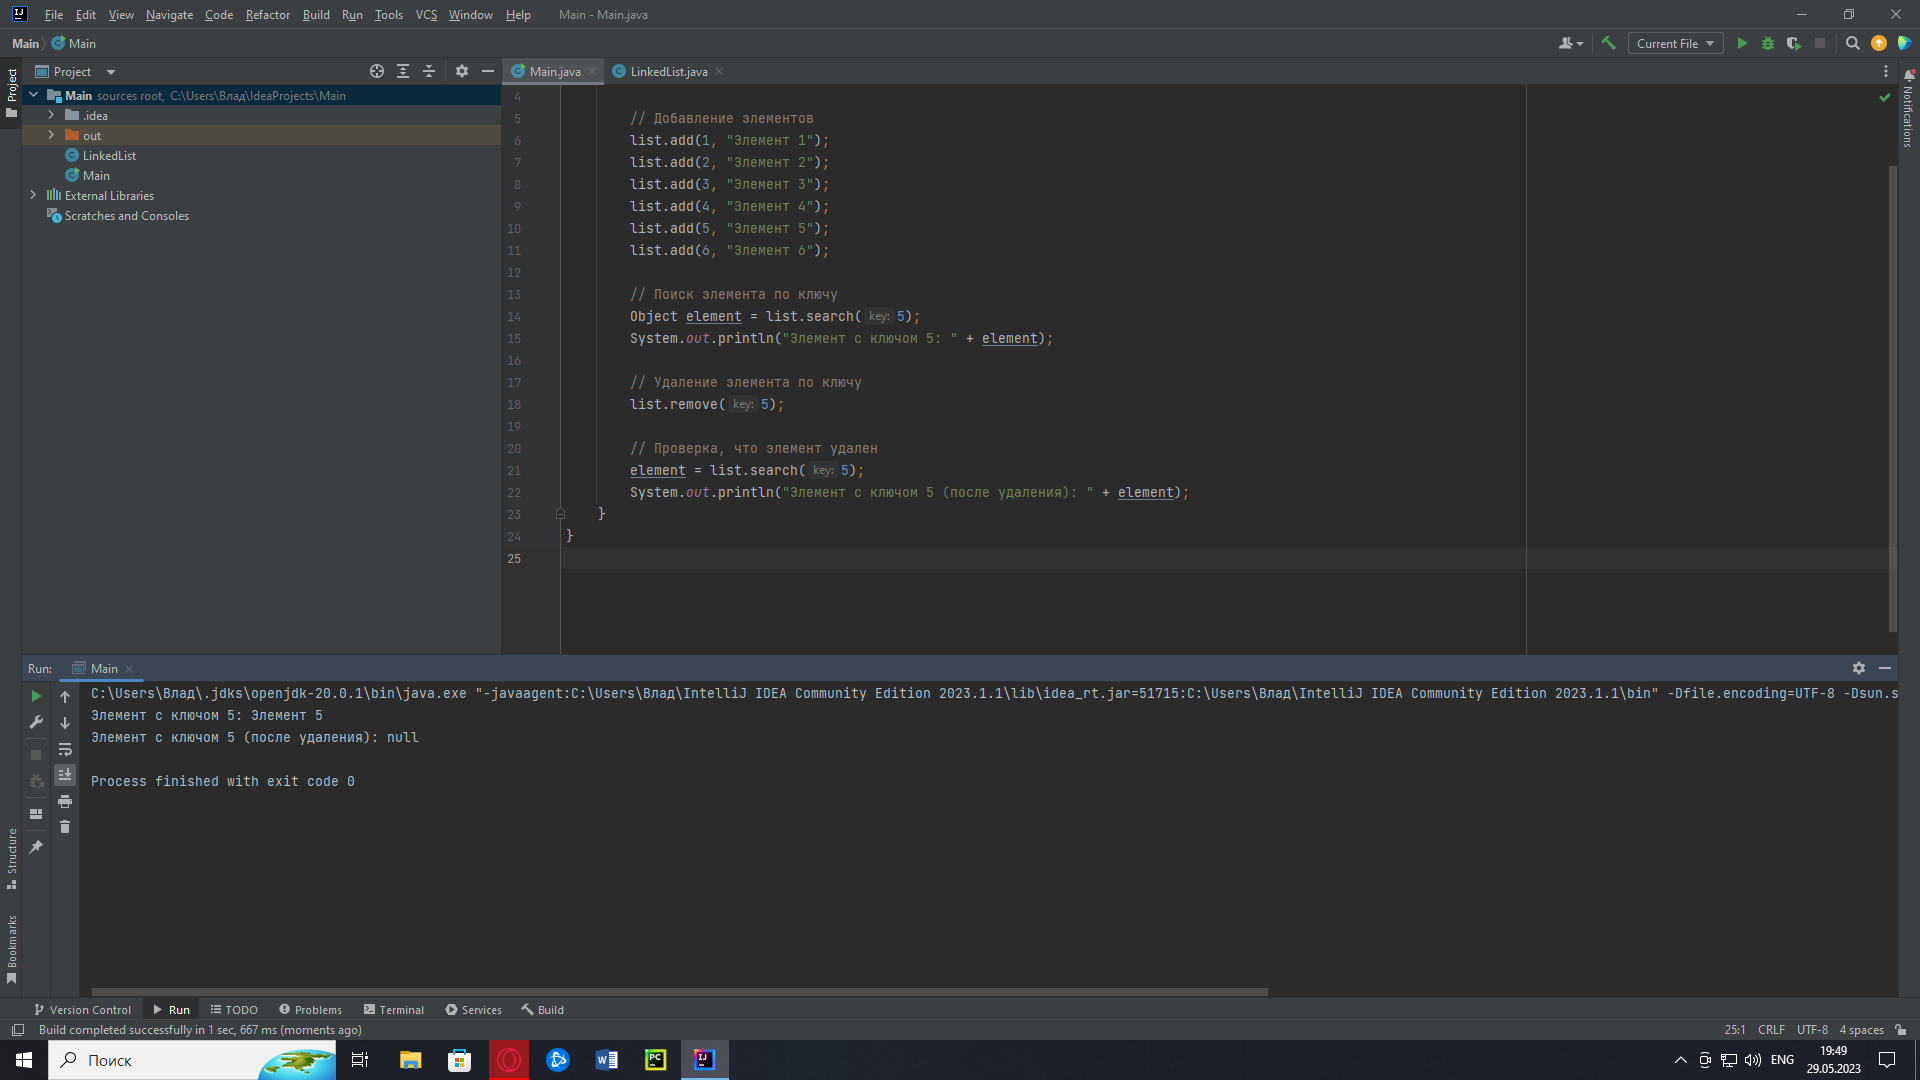 File Edit View Navigate Code Refactor Build Run Tools VCS Window Help Main - Main.java
Main Main Current File
Project Main.java LinkedList.java
Project
Main sources root, C:\Users\Влад\IdeaProjects\Main
.idea
out
LinkedList
Main
External Libraries
Scratches and Consoles
4
5 // Добавление элементов
6 list.add(1, "Элемент 1");
7 list.add(2, "Элемент 2");
8 list.add(3, "Элемент 3");
9 list.add(4, "Элемент 4");
10 list.add(5, "Элемент 5");
11 list.add(6, "Элемент 6");
12
13 // Поиск элемента по ключу
14 Object element = list.search( key: 5);
15 System.out.println("Элемент с ключом 5: " + element);
16
17 // Удаление элемента по ключу
18 list.remove( key: 5);
19
20 // Проверка, что элемент удален
21 element = list.search( key: 5);
22 System.out.println("Элемент с ключом 5 (после удаления): " + element);
23 }
24 }
25
Notifications
Run: Main
C:\Users\Влад\.jdks\openjdk-20.0.1\bin\java.exe "-javaagent:C:\Users\Влад\IntelliJ IDEA Community Edition 2023.1.1\lib\idea_rt.jar=51715:C:\Users\Влад\IntelliJ IDEA Community Edition 2023.1.1\bin" -Dfile.encoding=UTF-8 -Dsun.s
Элемент с ключом 5: Элемент 5
Элемент с ключом 5 (после удаления): null
Process finished with exit code 0
Structure
Bookmarks
Version Control Run TODO Problems Terminal Services Build
Build completed successfully in 1 sec, 667 ms (moments ago) 25:1 CRLF UTF-8 4 spaces
Поиск ENG 19:49
29.05.2023